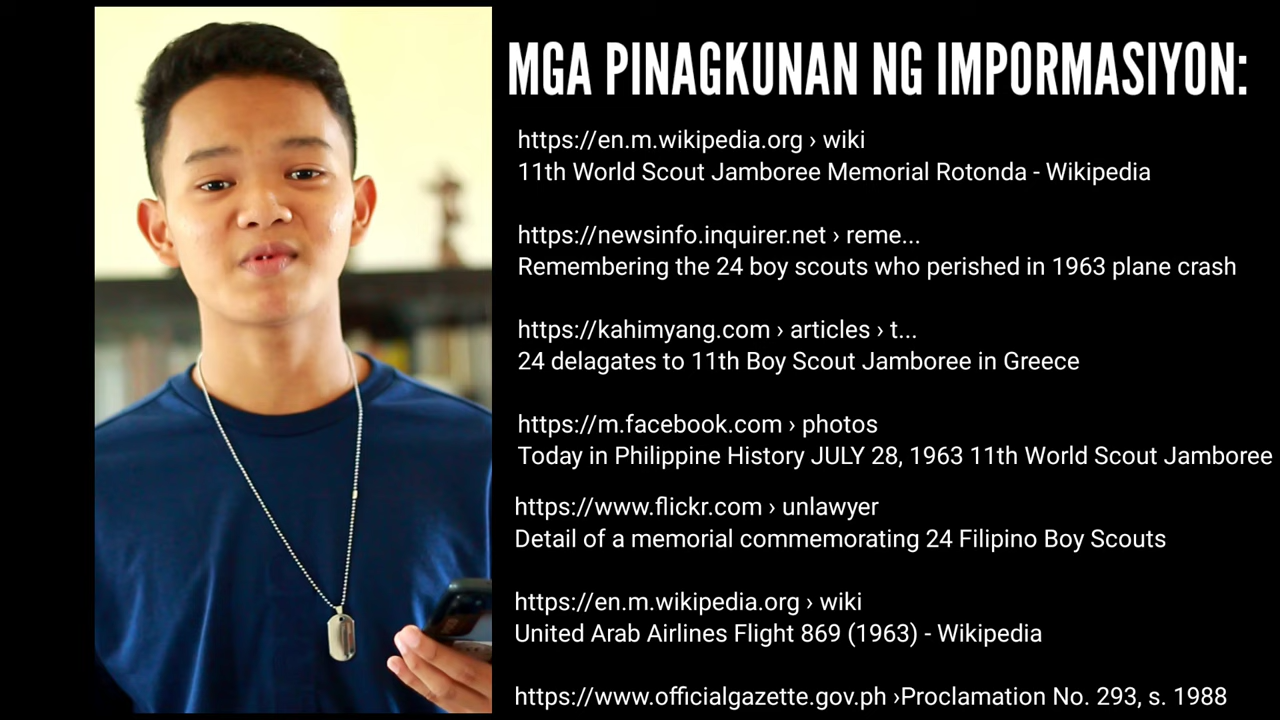 MGA PINAGKUNAN NG IMPORMASIYON:
https://en.m.wikipedia.org › wiki
11th World Scout Jamboree Memorial Rotonda - Wikipedia
https://newsinfo.inquirer.net › reme...
Remembering the 24 boy scouts who perished in 1963 plane crash
https://kahimyang.com › articles › t...
24 delagates to 11th Boy Scout Jamboree in Greece
https://m.facebook.com › photos
Today in Philippine History JULY 28, 1963 11th World Scout Jamboree
https://www.flickr.com › unlawyer
Detail of a memorial commemorating 24 Filipino Boy Scouts
https://en.m.wikipedia.org › wiki
United Arab Airlines Flight 869 (1963) - Wikipedia
https://www.officialgazette.gov.ph ›Proclamation No. 293, s. 1988